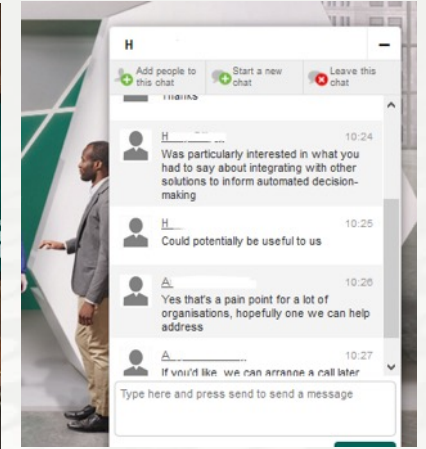 H
Add people to
this chat
Start a new
chat
Leave this
chat
Thanks
H 10:24
Was particularly interested in what you
had to say about integrating with other
solutions to inform automated decision-
making
H 10:25
Could potentially be useful to us
A 10:26
Yes that's a pain point for a lot of
organisations, hopefully one we can help
address
A 10:27
If you'd like, we can arrange a call later
Type here and press send to send a message